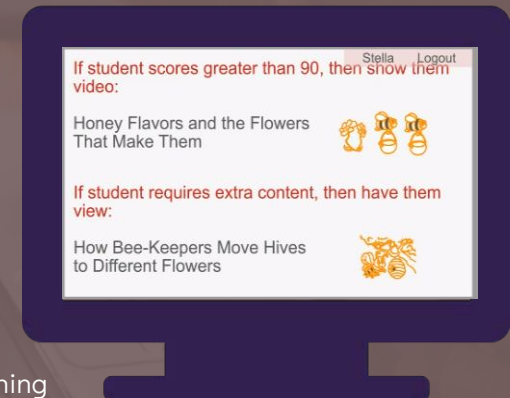 Stella Logout
If student scores greater than 90, then show them
video:
Honey Flavors and the Flowers
That Make Them
If student requires extra content, then have them
view:
How Bee-Keepers Move Hives
to Different Flowers